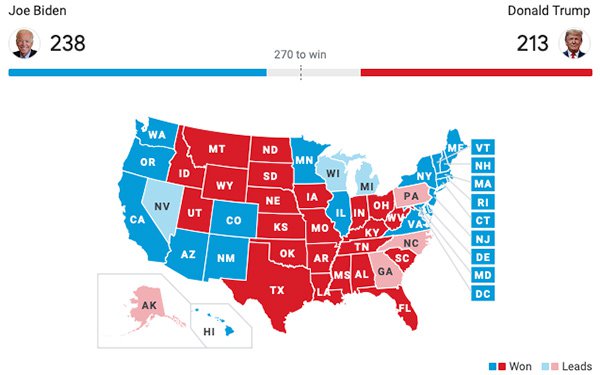 Joe Biden
Donald Trump
238
213
270 to win
WA
OR
CA
NV
ID
MT
WY
UT
CO
AZ
NM
ND
SD
NE
KS
OK
TX
MN
IA
MO
AR
LA
WI
IL
MI
IN
OH
KY
TN
MS
AL
GA
FL
SC
NC
VA
WV
PA
NY
ME
VT
NH
MA
RI
CT
NJ
DE
MD
DC
AK
HI
Won
Leads